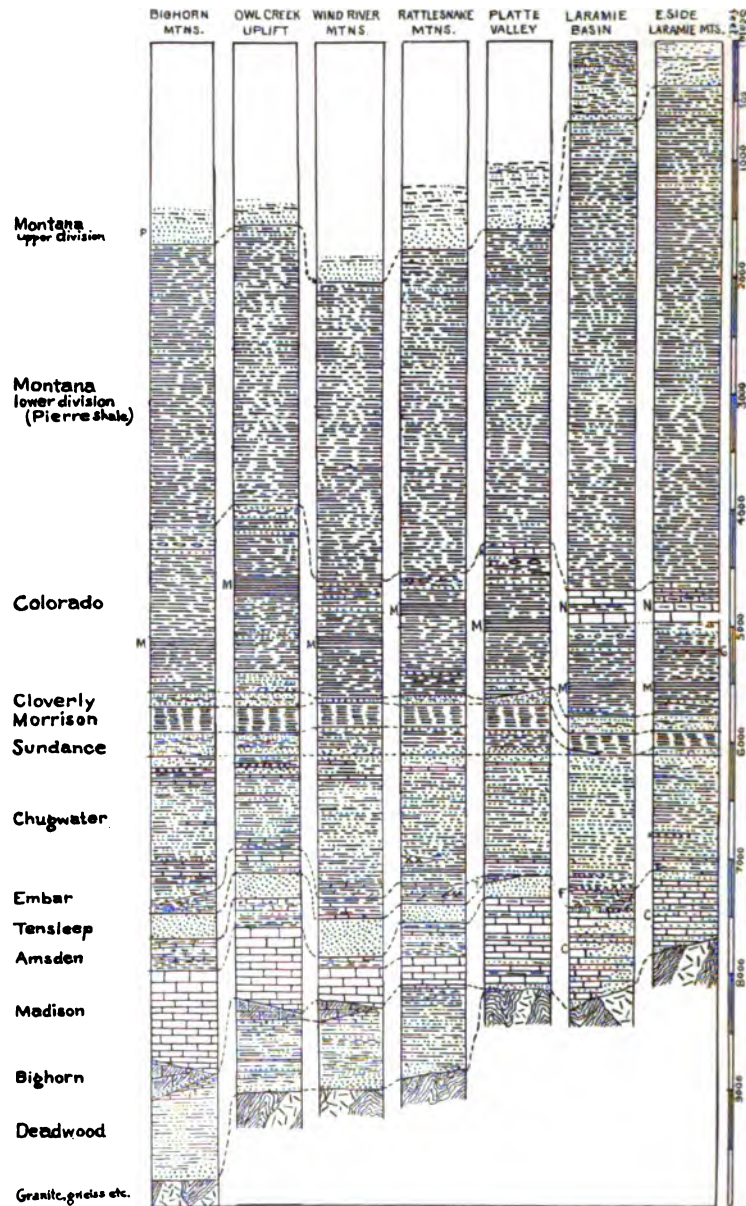 BIGHORN MTNS.
OWL CREEK UPLIFT
WIND RIVER MTNS.
RATTLESNAKE MTNS.
PLATTE VALLEY
LARAMIE BASIN
E.SIDE LARAMIE MTS.
500
1000
2000
3000
4000
5000
6000
7000
8000
9000
Montana
upper division
P
Montana
lower division
(Pierre shale)
Colorado
M
M
M
M
M
N
M
N
M
G
Cloverly
Morrison
Sundance
Chugwater
Embar
F
Tensleep
C
C
Amsden
Madison
Bighorn
Deadwood
Granite, gneiss etc.